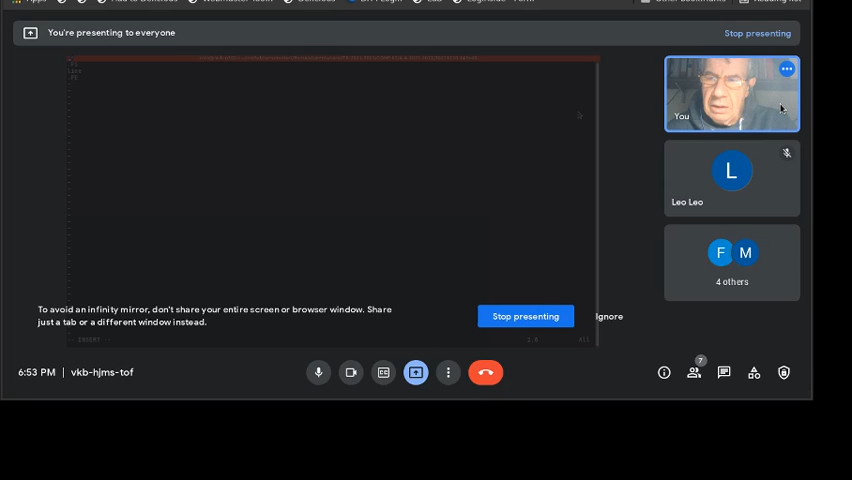 You're presenting to everyone
Stop presenting
You
Leo Leo
F M
4 others
L
To avoid an infinity mirror, don't share your entire screen or browser window. Share
just a tab or a different window instead.
Stop presenting
Ignore
6:53 PM | vkb-hjms-tof
CC
7